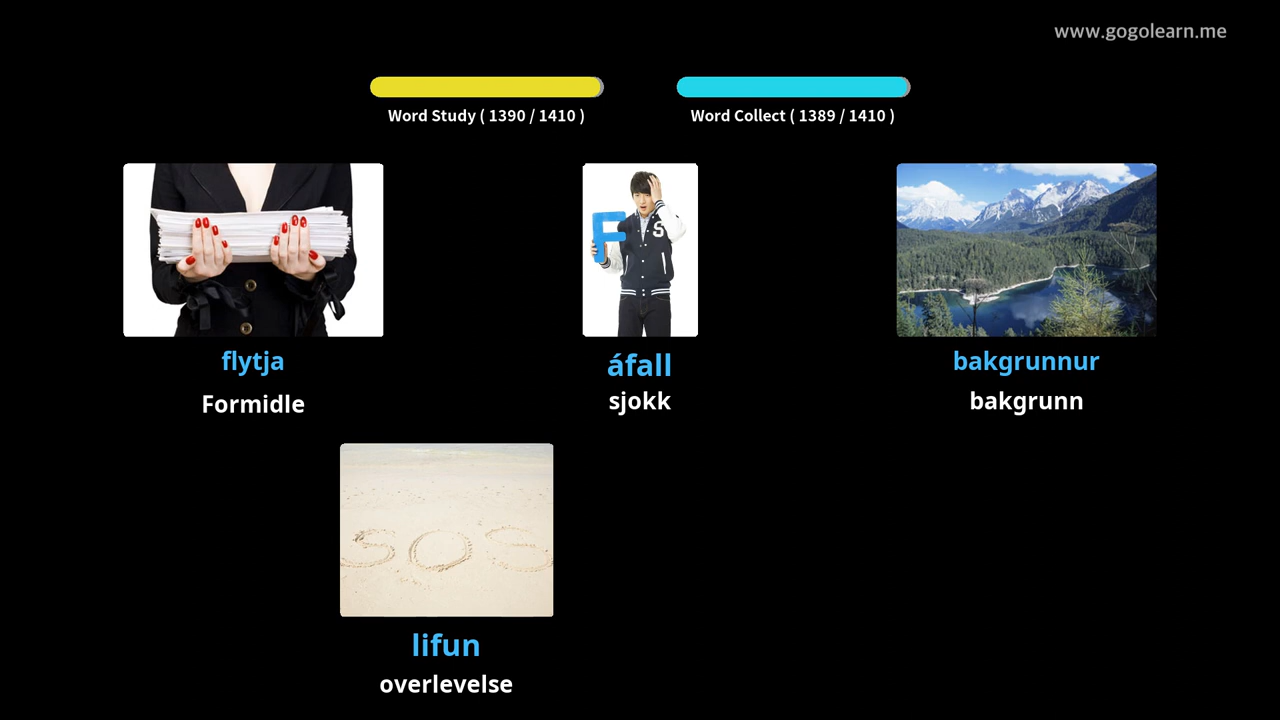 www.gogolearn.me
Word Study ( 1390 / 1410 )
Word Collect ( 1389 / 1410 )
F
S
flytja
áfall
bakgrunnur
Formidle
sjokk
bakgrunn
SOS
lifun
overlevelse